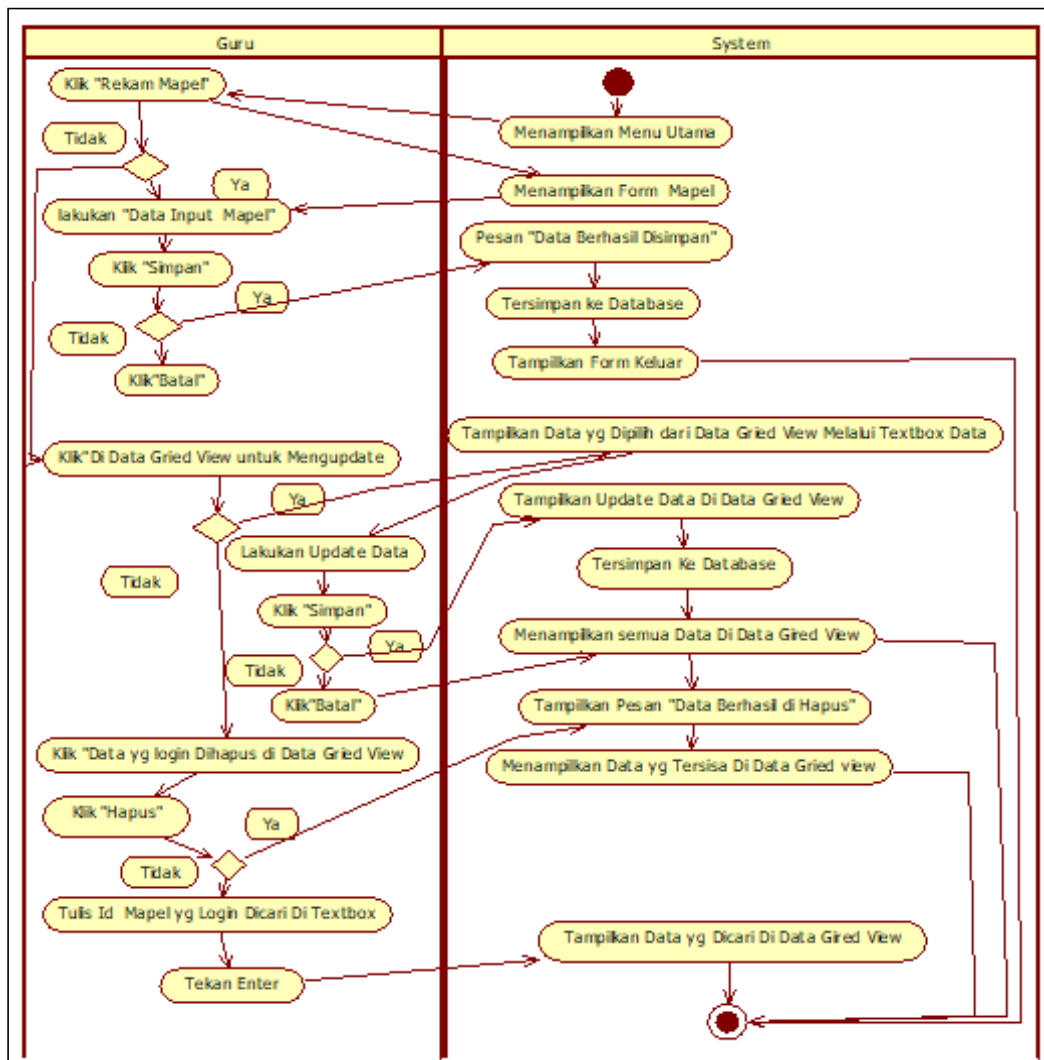 Guru
System
Klik "Rekam Mapel"
Menampilkan Menu Utama
Tidak
Ya
Menampilkan Form Mapel
lakukan "Data Input Mapel"
Pesan "Data Berhasil Disimpan"
Klik "Simpan"
Ya
Tersimpan ke Database
Tidak
Tampilkan Form Keluar
Klik"Batal"
Tampilkan Data yg Dipilih dari Data Gried View Melalui Textbox Data
Klik"Di Data Gried View untuk Mengupdate
Ya
Tampilkan Update Data Di Data Gried View
Lakukan Update Data
Tidak
Tersimpan Ke Database
Klik "Simpan"
Ya
Menampilkan semua Data Di Data Gired View
Tidak
Klik"Batal"
Tampilkan Pesan "Data Berhasil di Hapus"
Klik "Data yg login Dihapus di Data Gried View
Menampilkan Data yg Tersisa Di Data Gried view
Klik "Hapus"
Ya
Tidak
Tulis Id Mapel yg Login Dicari Di Textbox
Tampilkan Data yg Dicari Di Data Gired View
Tekan Enter